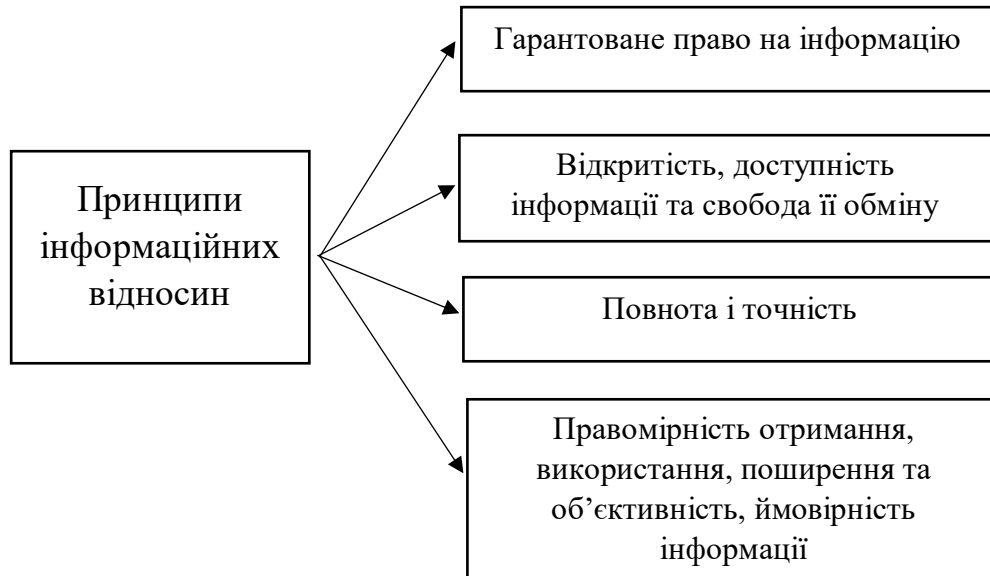 Принципи
інформаційних
відносин
Гарантоване право на інформацію
Відкритість, доступність
інформації та свобода її обміну
Повнота і точність
Правомірність отримання,
використання, поширення та
об’єктивність, ймовірність
інформації